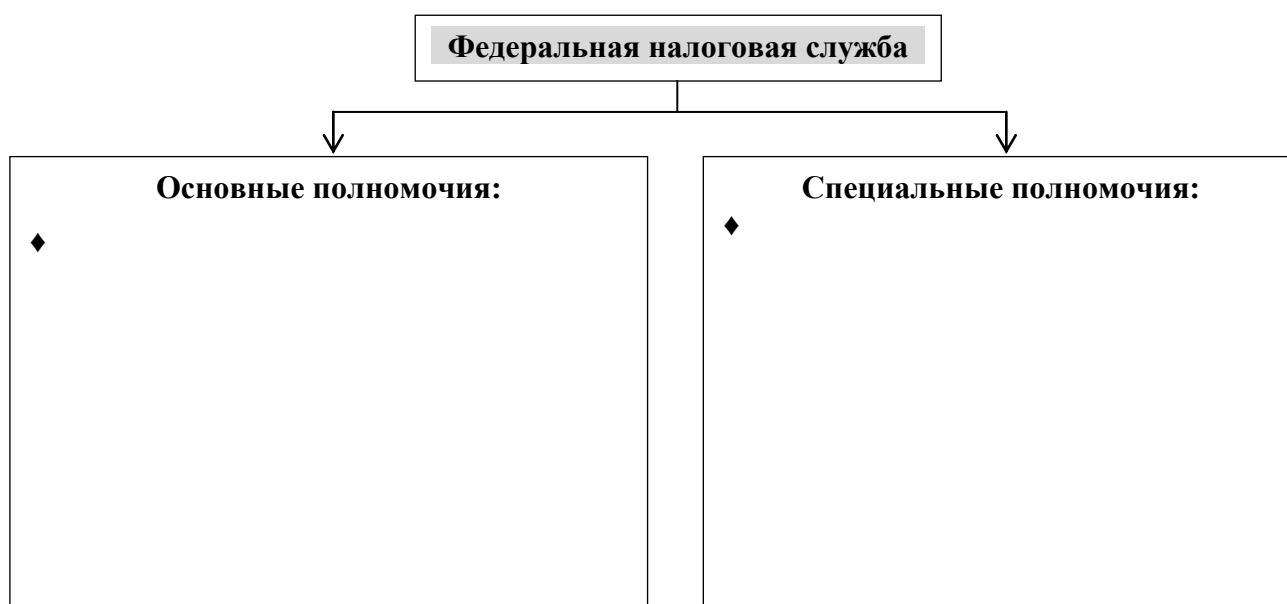 Федеральная налоговая служба
Основные полномочия:
♦
Специальные полномочия:
♦